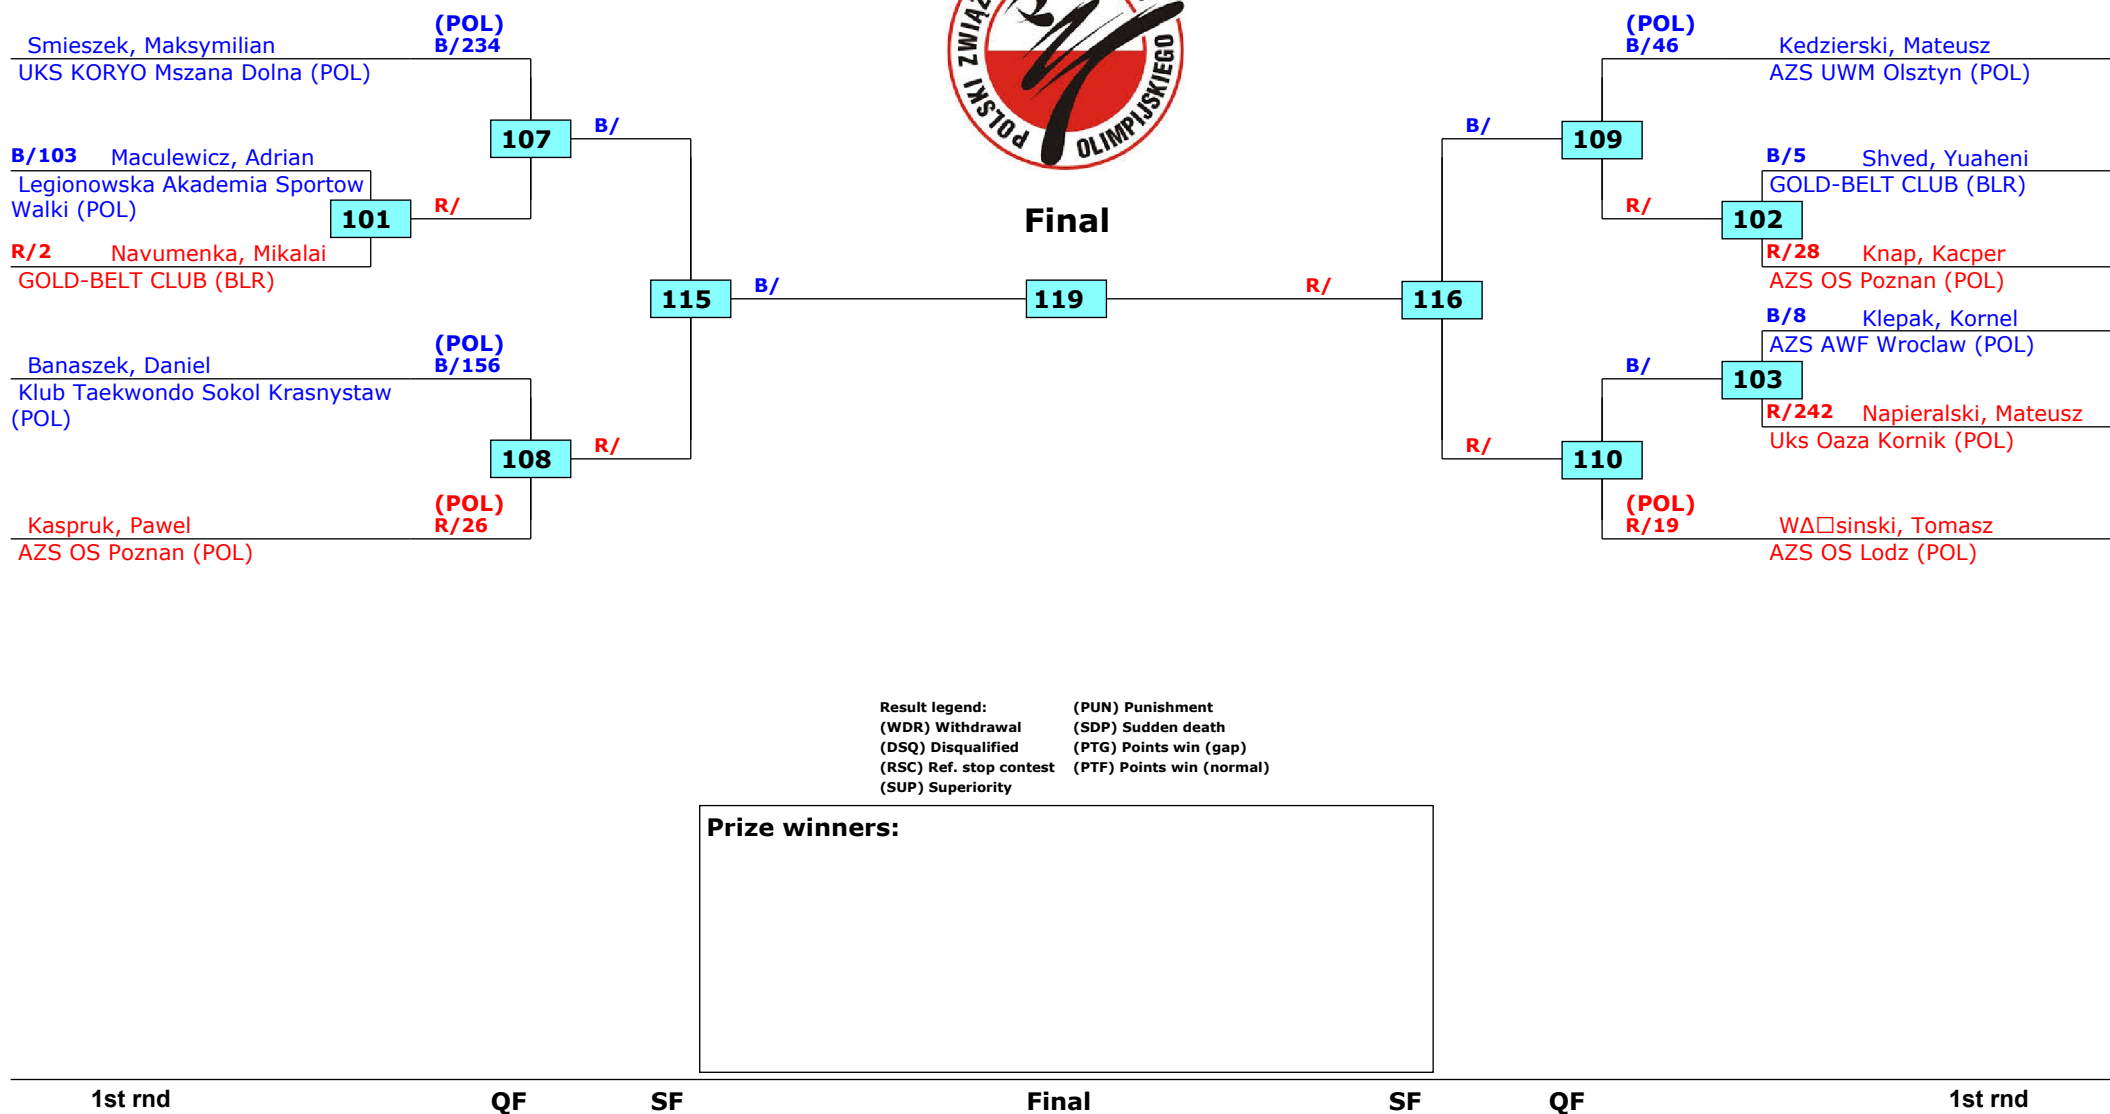 (POL)
Smieszek, Maksymilian B/234
UKS KORYO Mszana Dolna (POL)
107
B/
B/103 Maculewicz, Adrian
Legionowska Akademia Sportow
Walki (POL)
101
R/
R/2 Navumenka, Mikalai
GOLD-BELT CLUB (BLR)
115
B/
(POL)
Banaszek, Daniel B/156
Klub Taekwondo Sokol Krasnystaw
(POL)
108
R/
(POL)
Kaspruk, Pawel R/26
AZS OS Poznan (POL)
POLSKI
OLIMPIJSKIEGO
Final
119
(POL)
B/46 Kedzierski, Mateusz
AZS UWM Olsztyn (POL)
B/
109
B/5 Shved, Yuaheni
GOLD-BELT CLUB (BLR)
R/
102
R/28 Knap, Kacper
AZS OS Poznan (POL)
R/
116
B/8 Klepak, Kornel
AZS AWF Wroclaw (POL)
B/
103
R/242 Napieralski, Mateusz
Uks Oaza Kornik (POL)
R/
110
(POL)
R/19 WΔ□sinski, Tomasz
AZS OS Lodz (POL)
Result legend: (PUN) Punishment
(WDR) Withdrawal (SDP) Sudden death
(DSQ) Disqualified (PTG) Points win (gap)
(RSC) Ref. stop contest (PTF) Points win (normal)
(SUP) Superiority
Prize winners:
1st rnd QF SF Final SF QF 1st rnd